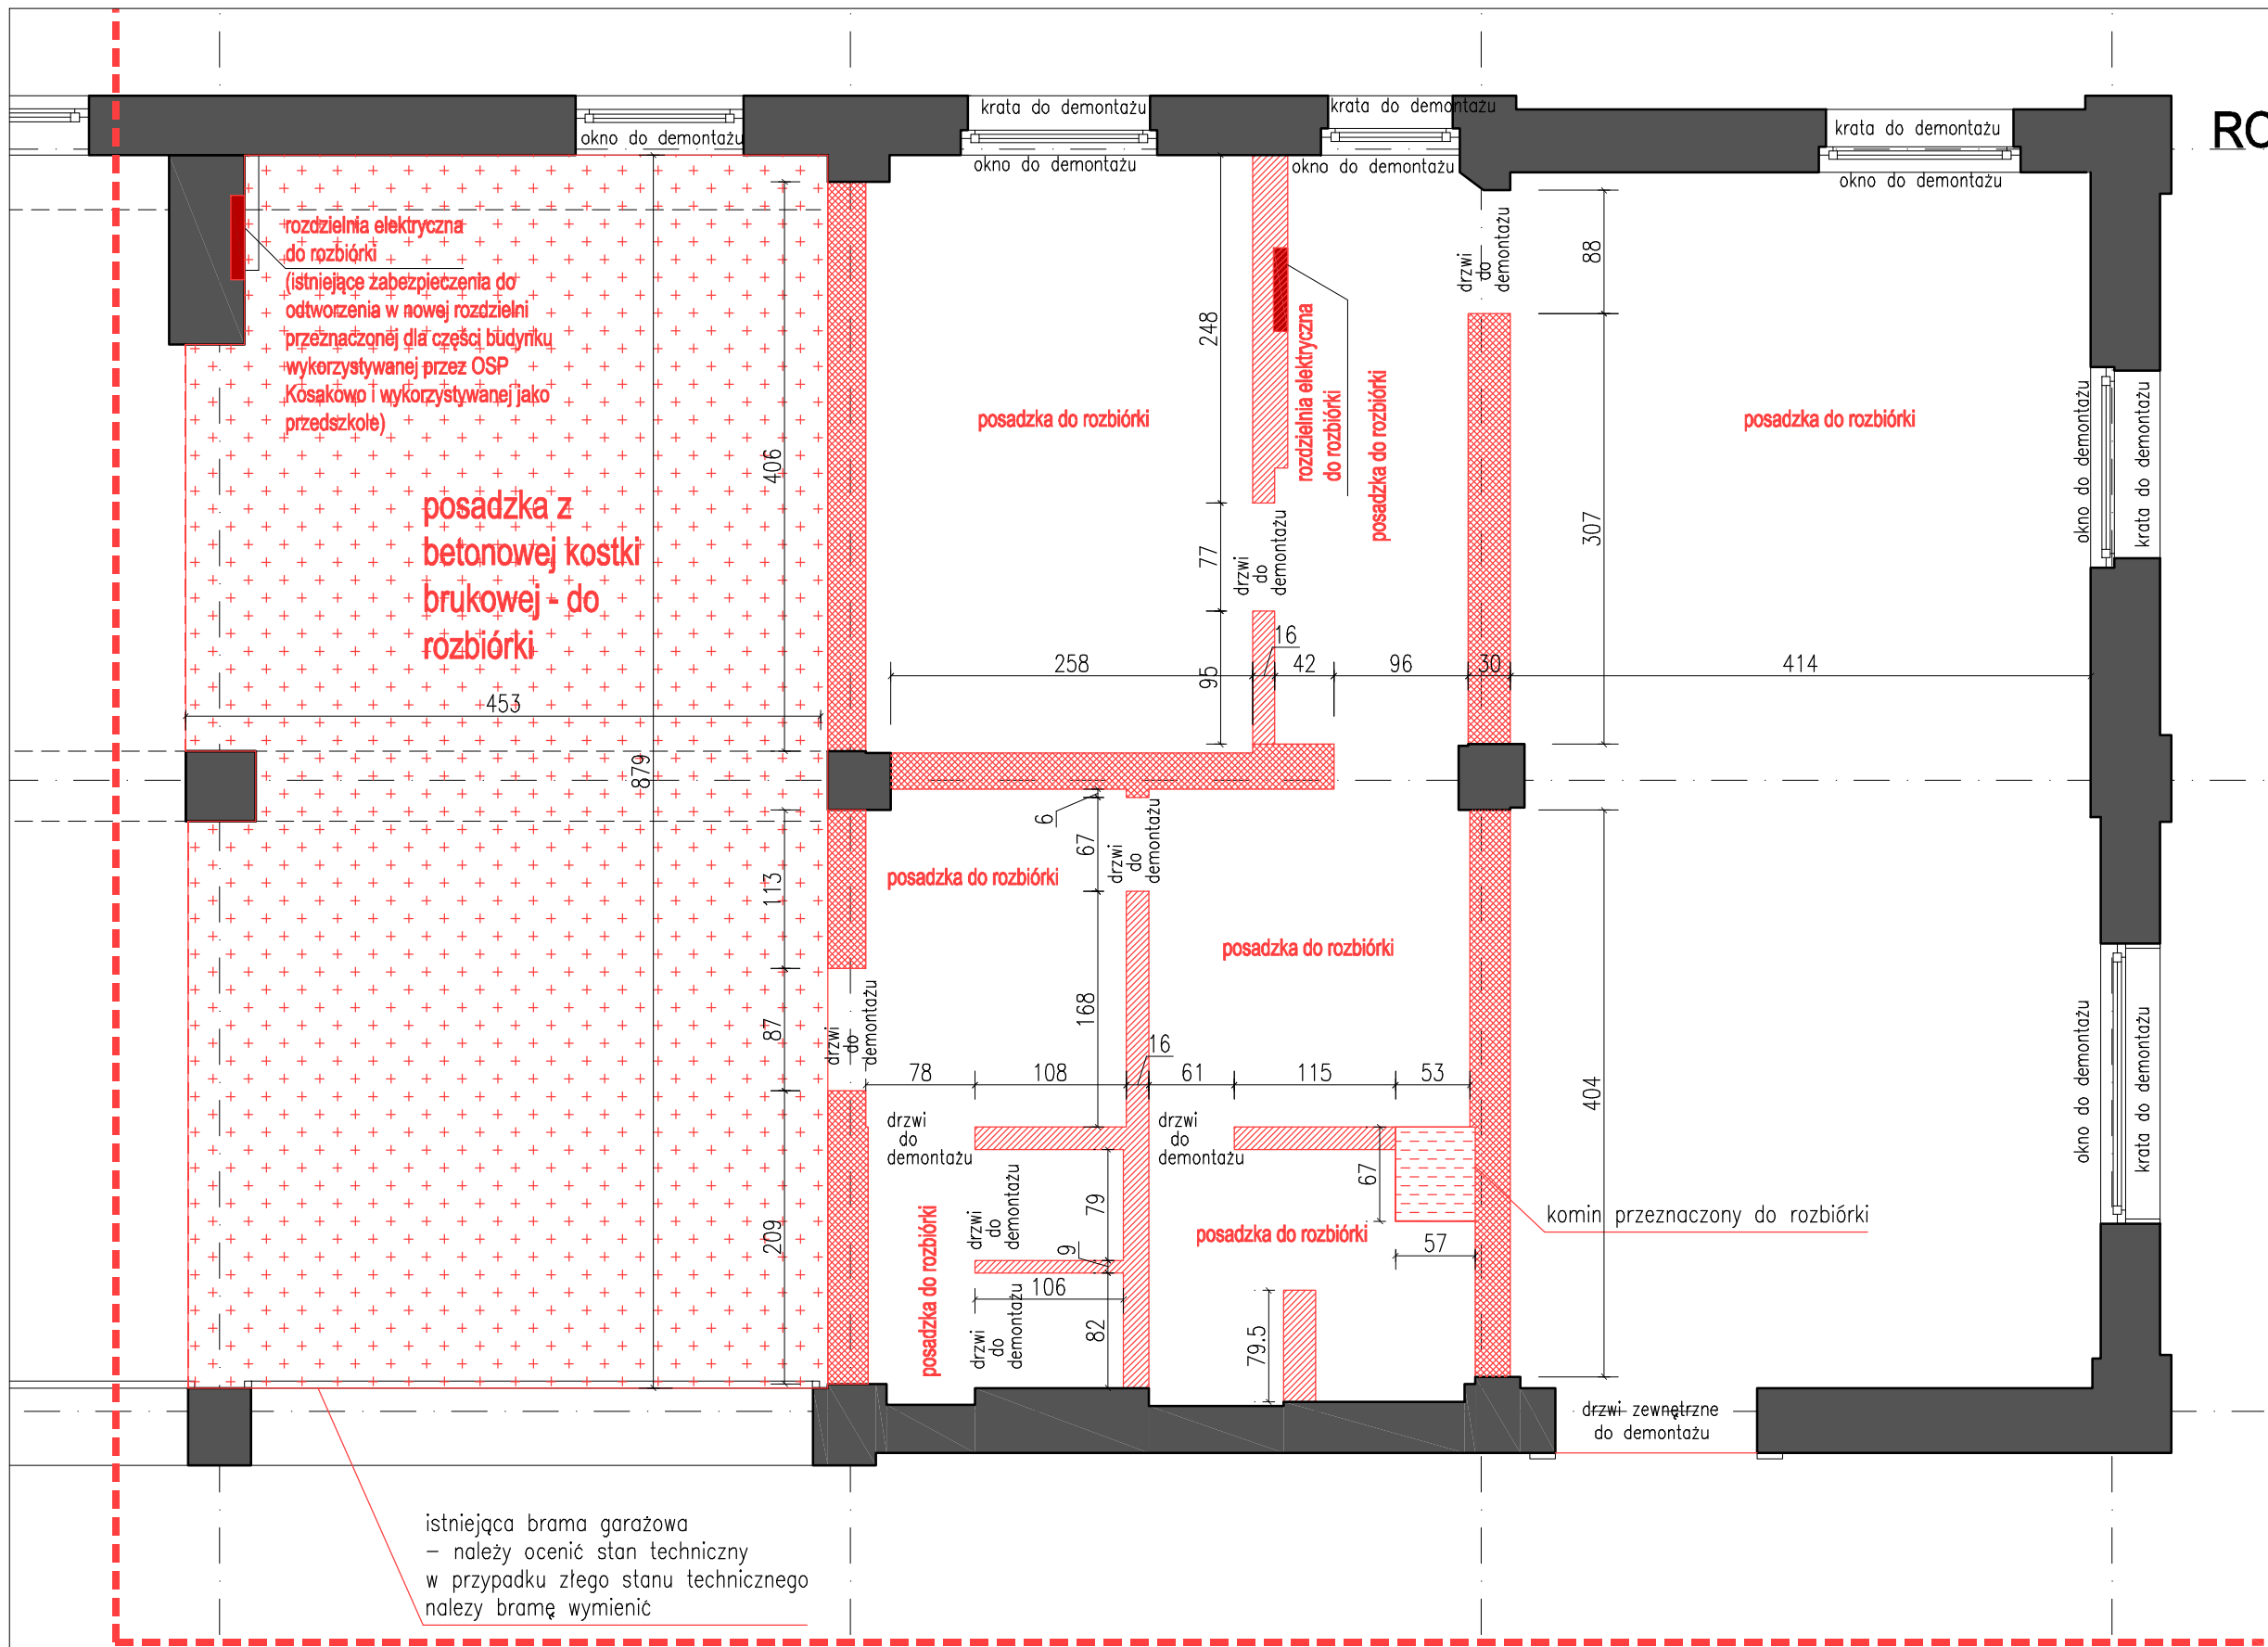 krata do demontażu
krata do demontażu
krata do demontażu
RO
okno do demontażu
okno do demontażu
okno do demontażu
okno do demontażu
rozdzielnia elektryczna
do rozbiórki
(istniejące zabezpieczenia do
odtworzenia w nowej rozdzielni
przeznaczonej dla części budynku
wykorzystywanej przez OSP
Kosakowo i wykorzystywanej jako
przedszkole)
drzwi
do
demontażu
88
248
rozdzielnia elektryczna
do rozbiórki
posadzka do rozbiórki
posadzka do rozbiórki
posadzka do rozbiórki
okno do demontażu
krata do demontażu
406
posadzka z
betonowej kostki
brukowej - do
rozbiórki
77
drzwi
do
demontażu
307
95
16
258
42
96
30
414
453
879
6
67
drzwi
do
demontażu
113
posadzka do rozbiórki
posadzka do rozbiórki
168
87
drzwi
do
demontażu
16
78
108
61
115
53
404
okno do demontażu
krata do demontażu
drzwi
do
demontażu
drzwi
do
demontażu
67
209
posadzka do rozbiórki
drzwi
do
demontażu
79
9
posadzka do rozbiórki
komin przeznaczony do rozbiórki
57
106
drzwi
do
demontażu
82
79.5
drzwi zewnętrzne
do demontażu
istniejąca brama garażowa
– należy ocenić stan techniczny
w przypadku złego stanu technicznego
nalezy bramę wymienić